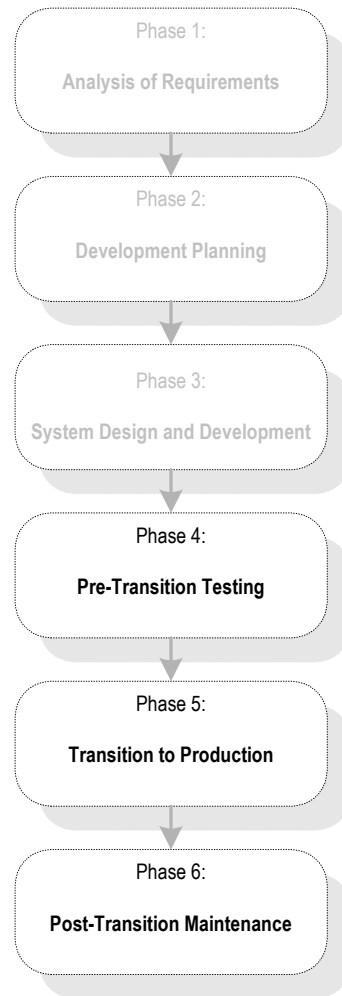 Phase 1:
Analysis of Requirements
Phase 2:
Development Planning
Phase 3:
System Design and Development
Phase 4:
Pre-Transition Testing
Phase 5:
Transition to Production
Phase 6:
Post-Transition Maintenance